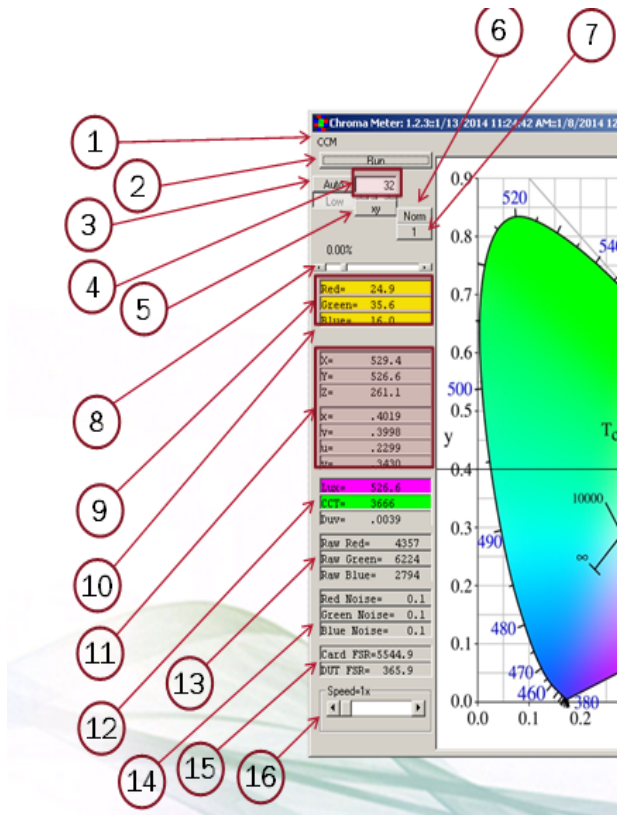 6
7
Chroma Meter: 1.2.3::1/13/2014 11:24:42 AM::1/8/2014 12
1
CCM
2
Run
3
Auto
32
Low
xy
Norm
4
1
5
0.00%
8
Red= 24.9
Green= 35.6
Blue= 16.0
9
X= 529.4
Y= 526.6
Z= 261.1
10
x= .4019
y= .3998
u= .2299
v= .3430
11
Lux= 526.6
CCT= 3666
Duv= .0039
12
Raw Red= 4357
Raw Green= 6224
Raw Blue= 2794
13
Red Noise= 0.1
Green Noise= 0.1
Blue Noise= 0.1
14
Card FSR=5544.9
DUT FSR= 365.9
15
Speed=1x
16
0.9
520
0.8
540
0.7
0.6
500
0.5
y
Tc
0.4
10000
0.3
490
∞
0.2
480
0.1
470
460
380
0.0
0.0 0.1 0.2